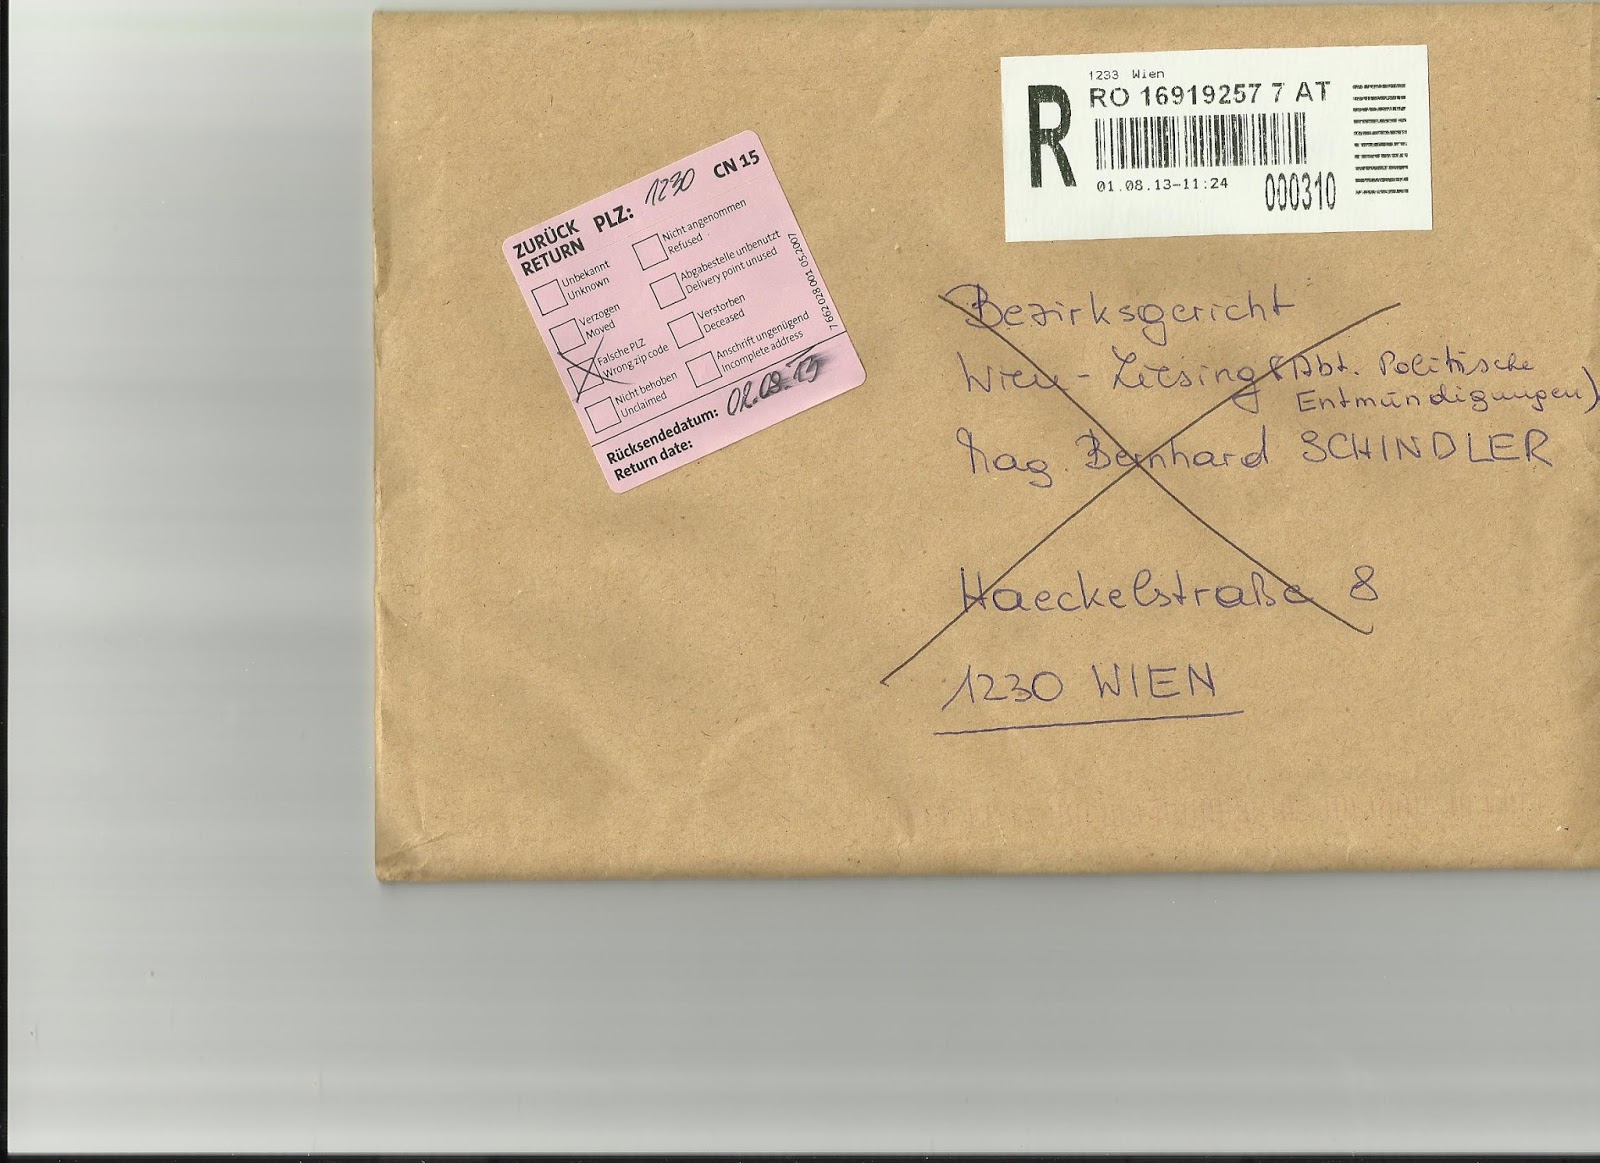 1233 Wien
RO 16919257 7 AT
R
01.08.13-11:24
000310
ZURÜCK
RETURN
PLZ: 1230
CN 15
Unbekannt
Unknown
Nicht angenommen
Refused
Verzogen
Moved
Abgabestelle unbenutzt
Delivery point unused
Falsche PLZ
Wrong zip code
Verstorben
Deceased
Nicht behoben
Unclaimed
Anschrift ungenügend
Incomplete address
7 662 028 001 05.2007
Rücksendedatum: 02.08.13
Return date:
Bezirksgericht
Wien-Liesing (Abt. Politische
Entmündigungen)
Mag. Bernhard SCHINDLER
Haeckelstraße 8
1230 WIEN